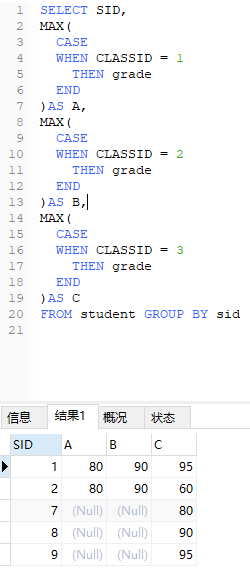 1 SELECT SID,
2 MAX(
3 CASE
4 WHEN CLASSID = 1
5 THEN grade
6 END
7 )AS A,
8 MAX(
9 CASE
10 WHEN CLASSID = 2
11 THEN grade
12 END
13 )AS B,
14 MAX(
15 CASE
16 WHEN CLASSID = 3
17 THEN grade
18 END
19 )AS C
20 FROM student GROUP BY sid
21
信息 结果1 概况 状态
SID A B C
1 80 90 95
2 80 90 60
7 (Null) (Null) 80
8 (Null) (Null) 90
9 (Null) (Null) 95